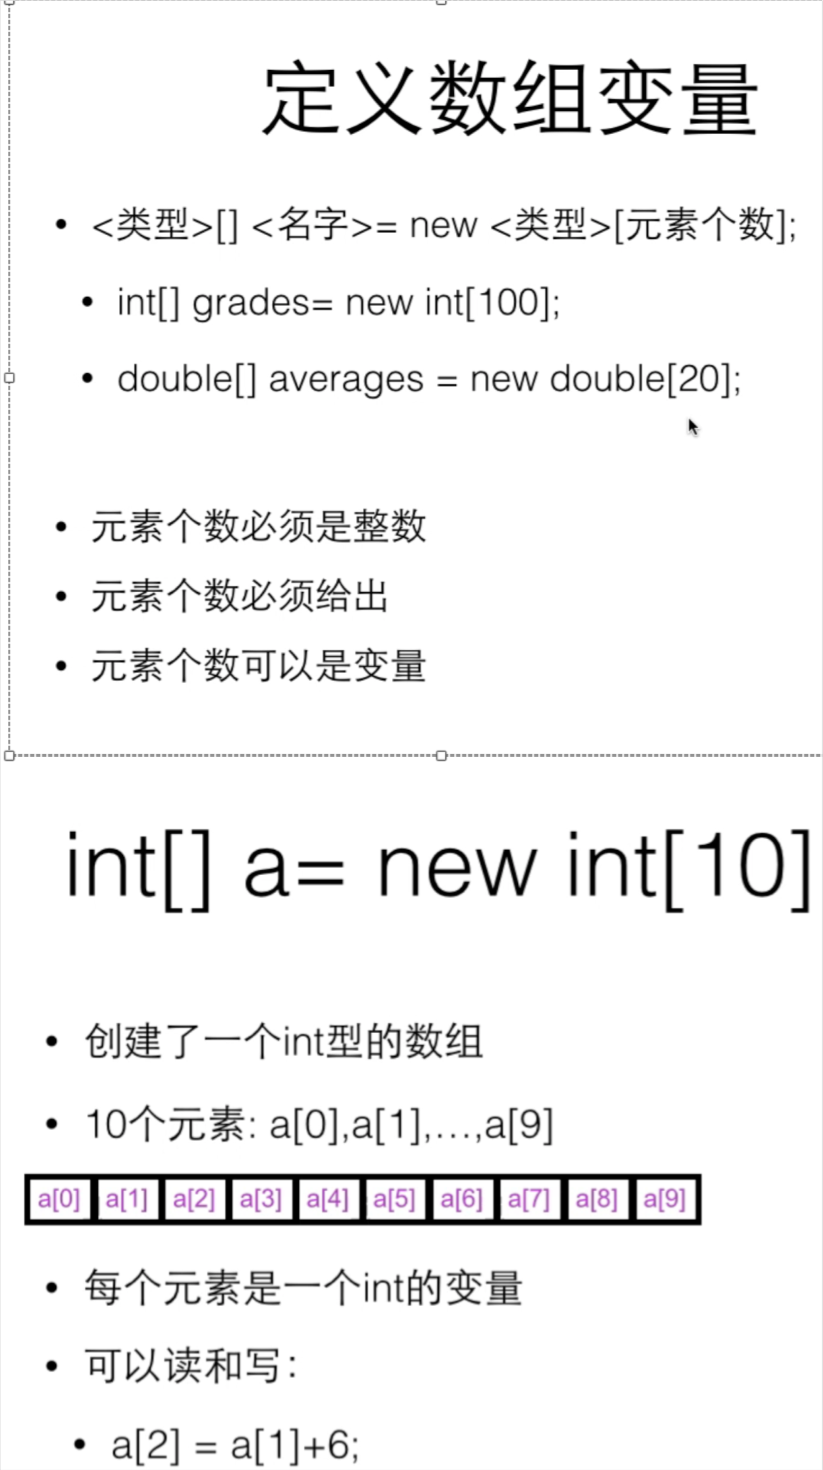 定义数组变量
• <类型>[] <名字>= new <类型>[元素个数];
• int[] grades= new int[100];
• double[] averages = new double[20];
• 元素个数必须是整数
• 元素个数必须给出
• 元素个数可以是变量
int[] a= new int[10]
• 创建了一个int型的数组
• 10个元素: a[0],a[1],…,a[9]
a[0] a[1] a[2] a[3] a[4] a[5] a[6] a[7] a[8] a[9]
• 每个元素是一个int的变量
• 可以读和写：
• a[2] = a[1]+6;